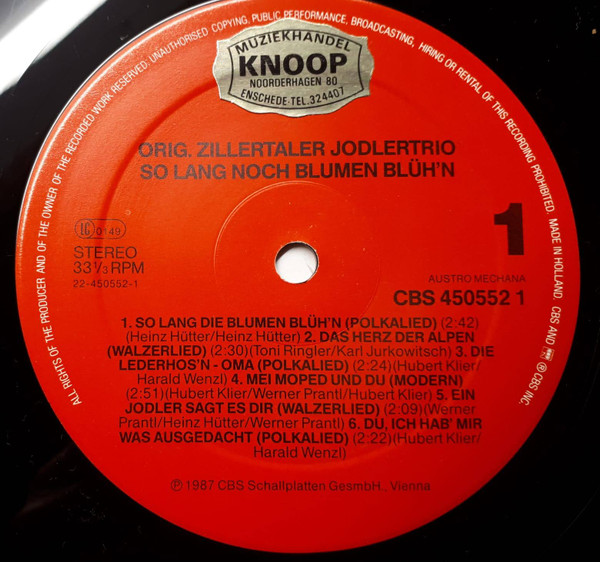 MUZIEKHANDEL
KNOOP
NOORDERHAGEN 80
ENSCHEDE·TEL.324407
ORIG. ZILLERTALER JODLERTRIO
SO LANG NOCH BLUMEN BLÜH'N
1
LC 0149
STEREO
33⅓ RPM
22-450552-1
AUSTRO MECHANA
CBS 450552 1
1. SO LANG DIE BLUMEN BLÜH'N (POLKALIED) (2:42)
(Heinz Hütter/Heinz Hütter) 2. DAS HERZ DER ALPEN
(WALZERLIED) (2:30)(Toni Ringler/Karl Jurkowitsch) 3. DIE
LEDERHOS'N - OMA (POLKALIED) (2:24)(Hubert Klier/
Harald Wenzl) 4. MEI MOPED UND DU (MODERN)
(2:51)(Hubert Klier/Werner Prantl/Hubert Klier) 5. EIN
JODLER SAGT ES DIR (WALZERLIED) (2:09)(Werner
Prantl/Heinz Hütter/Werner Prantl) 6. DU, ICH HAB' MIR
WAS AUSGEDACHT (POLKALIED) (2:22)(Hubert Klier/
Harald Wenzl)
℗ 1987 CBS Schallplatten GesmbH., Vienna
ALL RIGHTS OF THE PRODUCER AND OF THE OWNER OF THE RECORDED WORK RESERVED. UNAUTHORISED COPYING, PUBLIC PERFORMANCE, BROADCASTING, HIRING OR RENTAL OF THIS RECORDING PROHIBITED. MADE IN HOLLAND. CBS AND ® CBS INC.